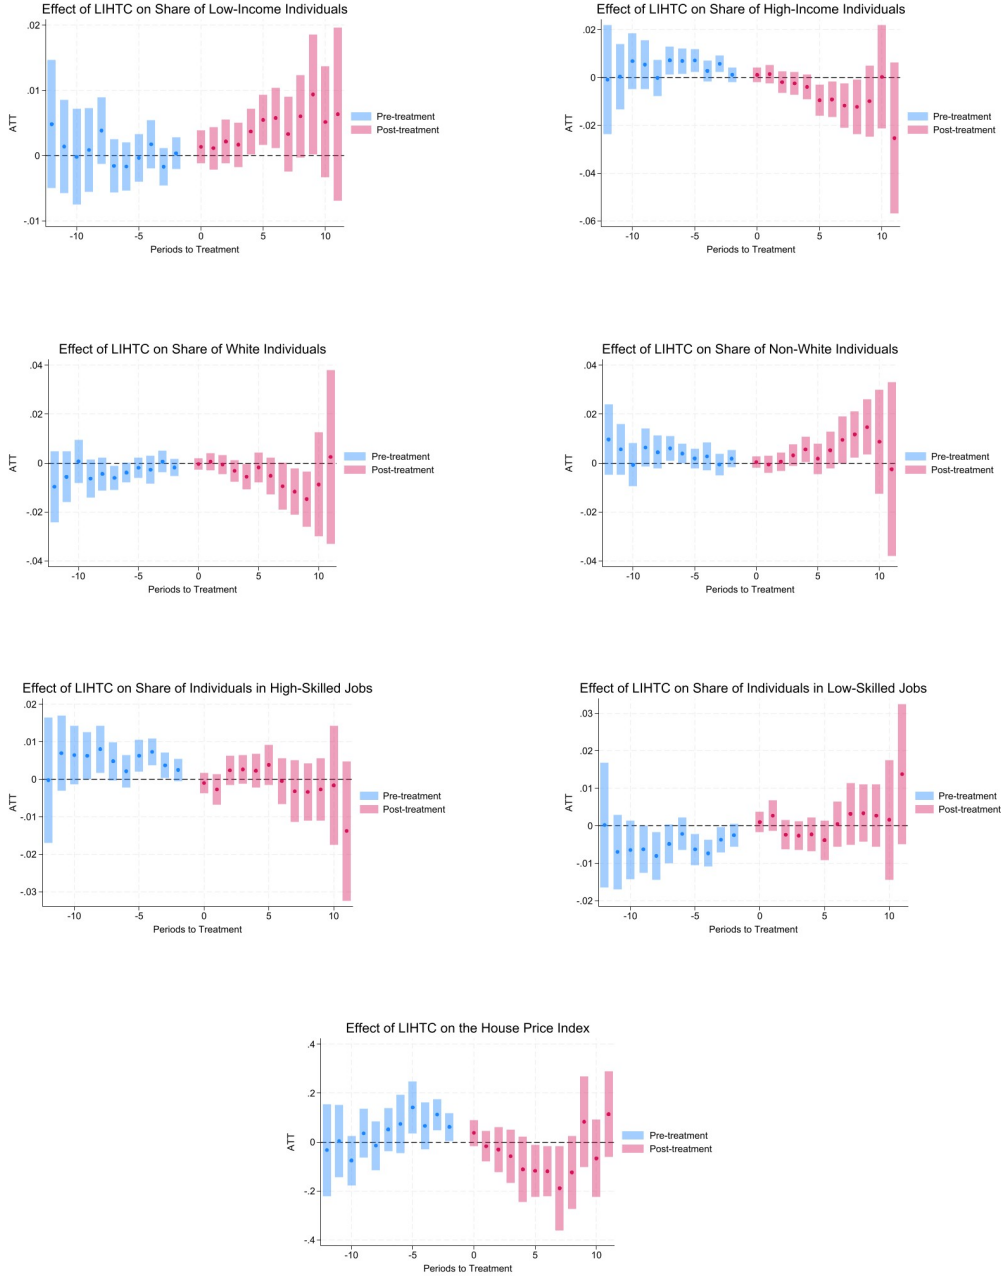 Effect of LIHTC on Share of Low-Income Individuals
.02
.01
0
-.01
ATT
-10 -5 0 5 10
Periods to Treatment
Pre-treatment
Post-treatment
Effect of LIHTC on Share of High-Income Individuals
.02
0
-.02
-.04
-.06
ATT
-10 -5 0 5 10
Periods to Treatment
Pre-treatment
Post-treatment
Effect of LIHTC on Share of White Individuals
.04
.02
0
-.02
-.04
ATT
-10 -5 0 5 10
Periods to Treatment
Pre-treatment
Post-treatment
Effect of LIHTC on Share of Non-White Individuals
.04
.02
0
-.02
-.04
ATT
-10 -5 0 5 10
Periods to Treatment
Pre-treatment
Post-treatment
Effect of LIHTC on Share of Individuals in High-Skilled Jobs
.02
.01
0
-.01
-.02
-.03
ATT
-10 -5 0 5 10
Periods to Treatment
Pre-treatment
Post-treatment
Effect of LIHTC on Share of Individuals in Low-Skilled Jobs
.03
.02
.01
0
-.01
-.02
ATT
-10 -5 0 5 10
Periods to Treatment
Pre-treatment
Post-treatment
Effect of LIHTC on the House Price Index
.4
.2
0
-.2
-.4
ATT
-10 -5 0 5 10
Periods to Treatment
Pre-treatment
Post-treatment